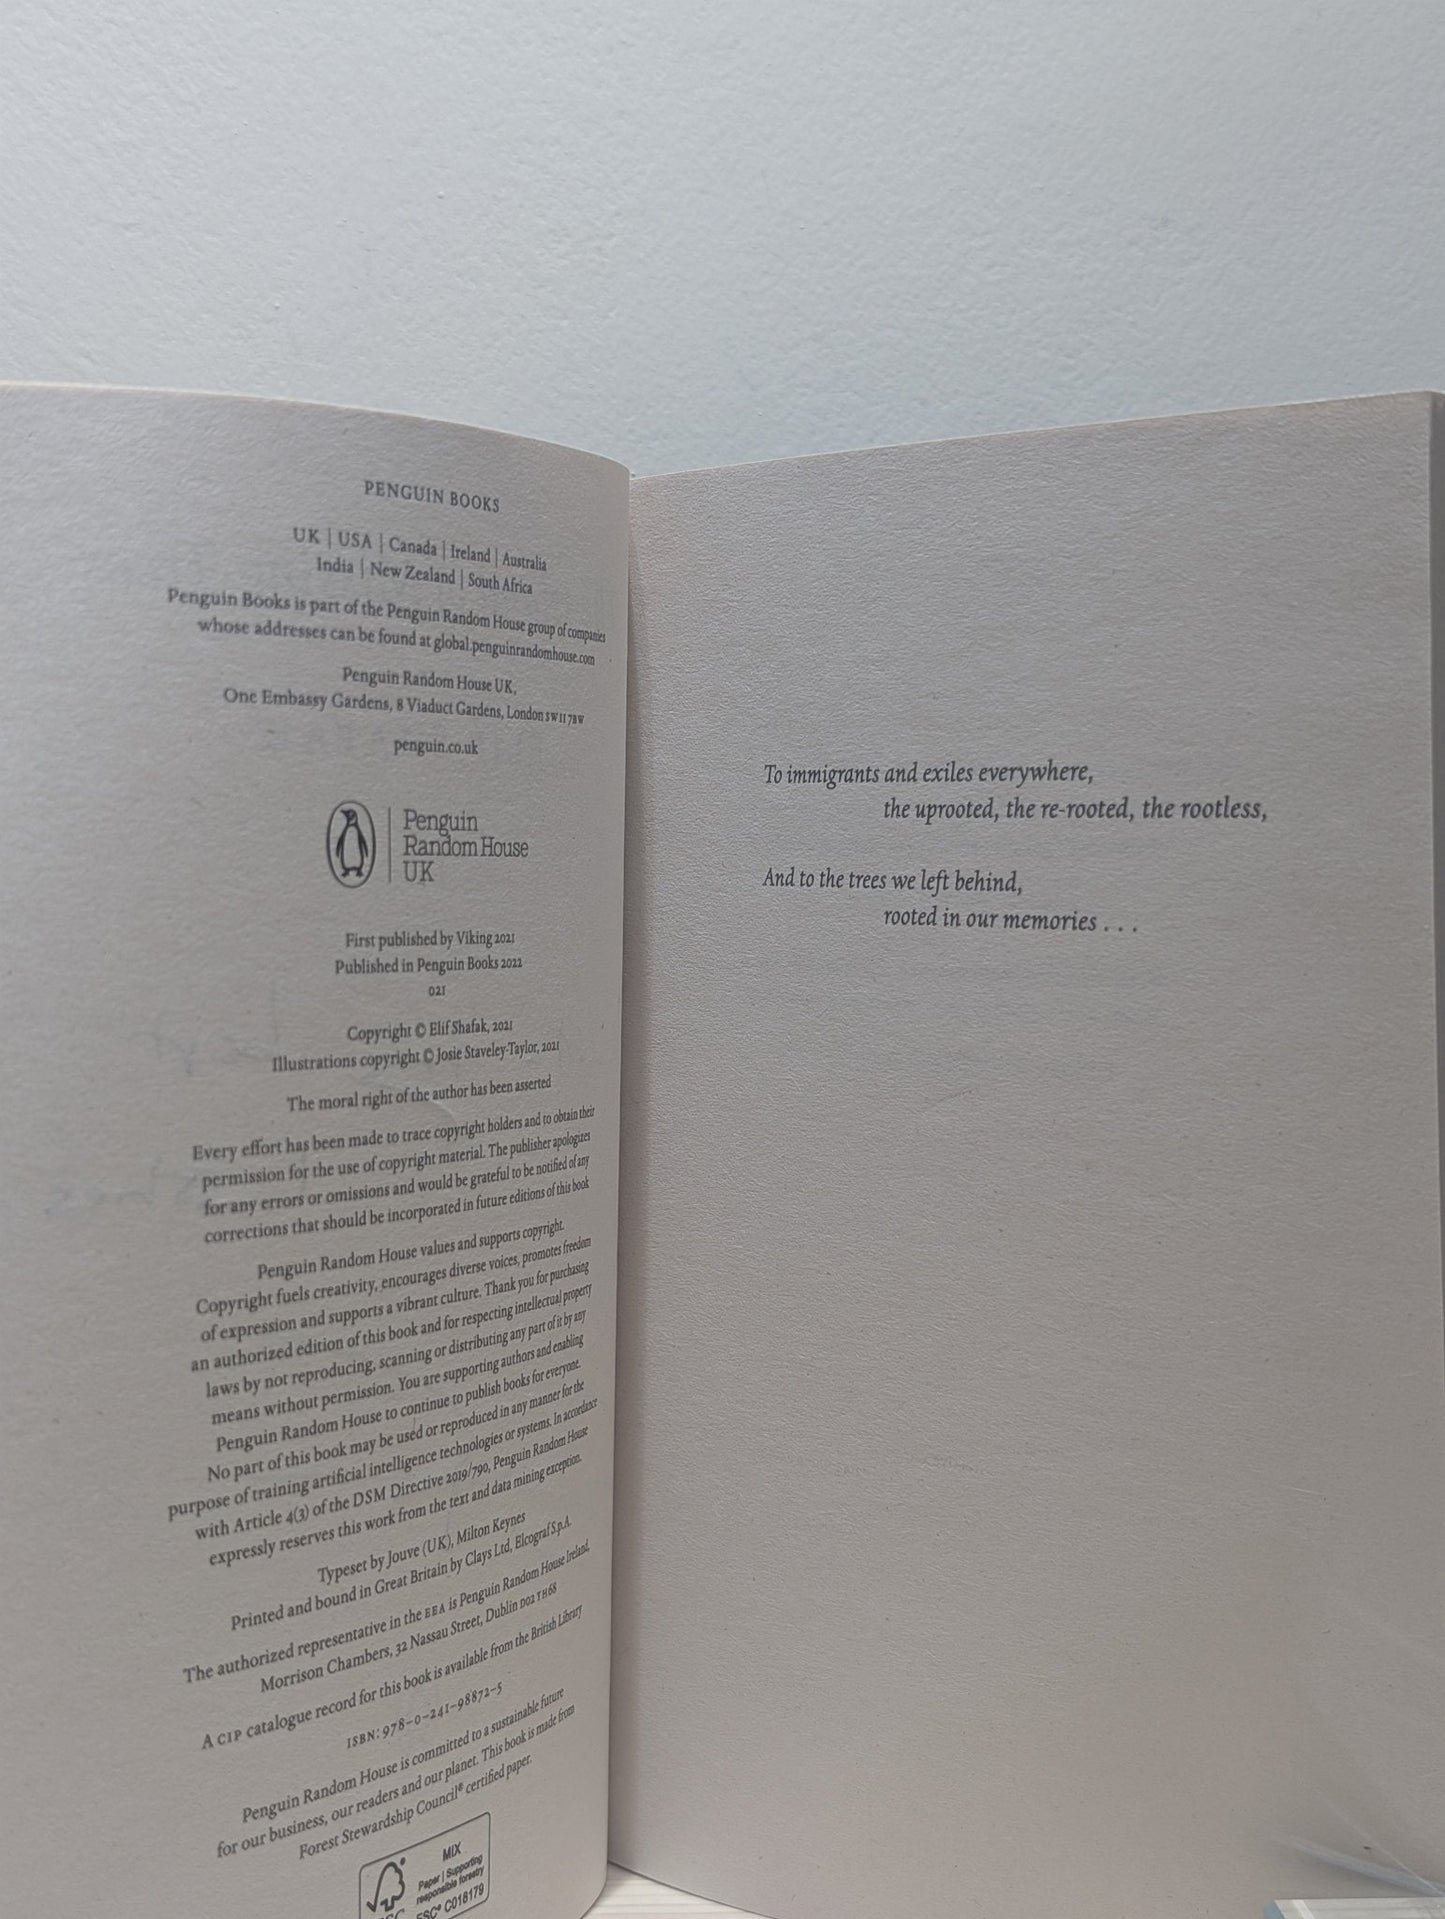 PENGUIN BOOKS
UK | USA | Canada | Ireland | Australia
India | New Zealand | South Africa
Penguin Books is part of the Penguin Random House group of companies
whose addresses can be found at global.penguinrandomhouse.com
Penguin Random House UK,
One Embassy Gardens, 8 Viaduct Gardens, London SW11 7BW
penguin.co.uk
Penguin
Random House
UK
First published by Viking 2021
Published in Penguin Books 2022
021
Copyright © Elif Shafak, 2021
Illustrations copyright © Josie Staveley-Taylor, 2021
The moral right of the author has been asserted
Every effort has been made to trace copyright holders and to obtain their
permission for the use of copyright material. The publisher apologizes
for any errors or omissions and would be grateful to be notified of any
corrections that should be incorporated in future editions of this book
Penguin Random House values and supports copyright.
Copyright fuels creativity, encourages diverse voices, promotes freedom
of expression and supports a vibrant culture. Thank you for purchasing
an authorized edition of this book and for respecting intellectual property
laws by not reproducing, scanning or distributing any part of it by any
means without permission. You are supporting authors and enabling
Penguin Random House to continue to publish books for everyone.
No part of this book may be used or reproduced in any manner for the
purpose of training artificial intelligence technologies or systems. In accordance
with Article 4(3) of the DSM Directive 2019/790, Penguin Random House
expressly reserves this work from the text and data mining exception.
Typeset by Jouve (UK), Milton Keynes
Printed and bound in Great Britain by Clays Ltd, Elcograf S.p.A.
The authorized representative in the EEA is Penguin Random House Ireland,
Morrison Chambers, 32 Nassau Street, Dublin D02 YH68
A CIP catalogue record for this book is available from the British Library
ISBN: 978-0-241-98872-5
Penguin Random House is committed to a sustainable future
for our business, our readers and our planet. This book is made from
Forest Stewardship Council® certified paper.
MIX
Paper | Supporting
responsible forestry
FSC® C018179
To immigrants and exiles everywhere,
the uprooted, the re-rooted, the rootless,
And to the trees we left behind,
rooted in our memories . . .